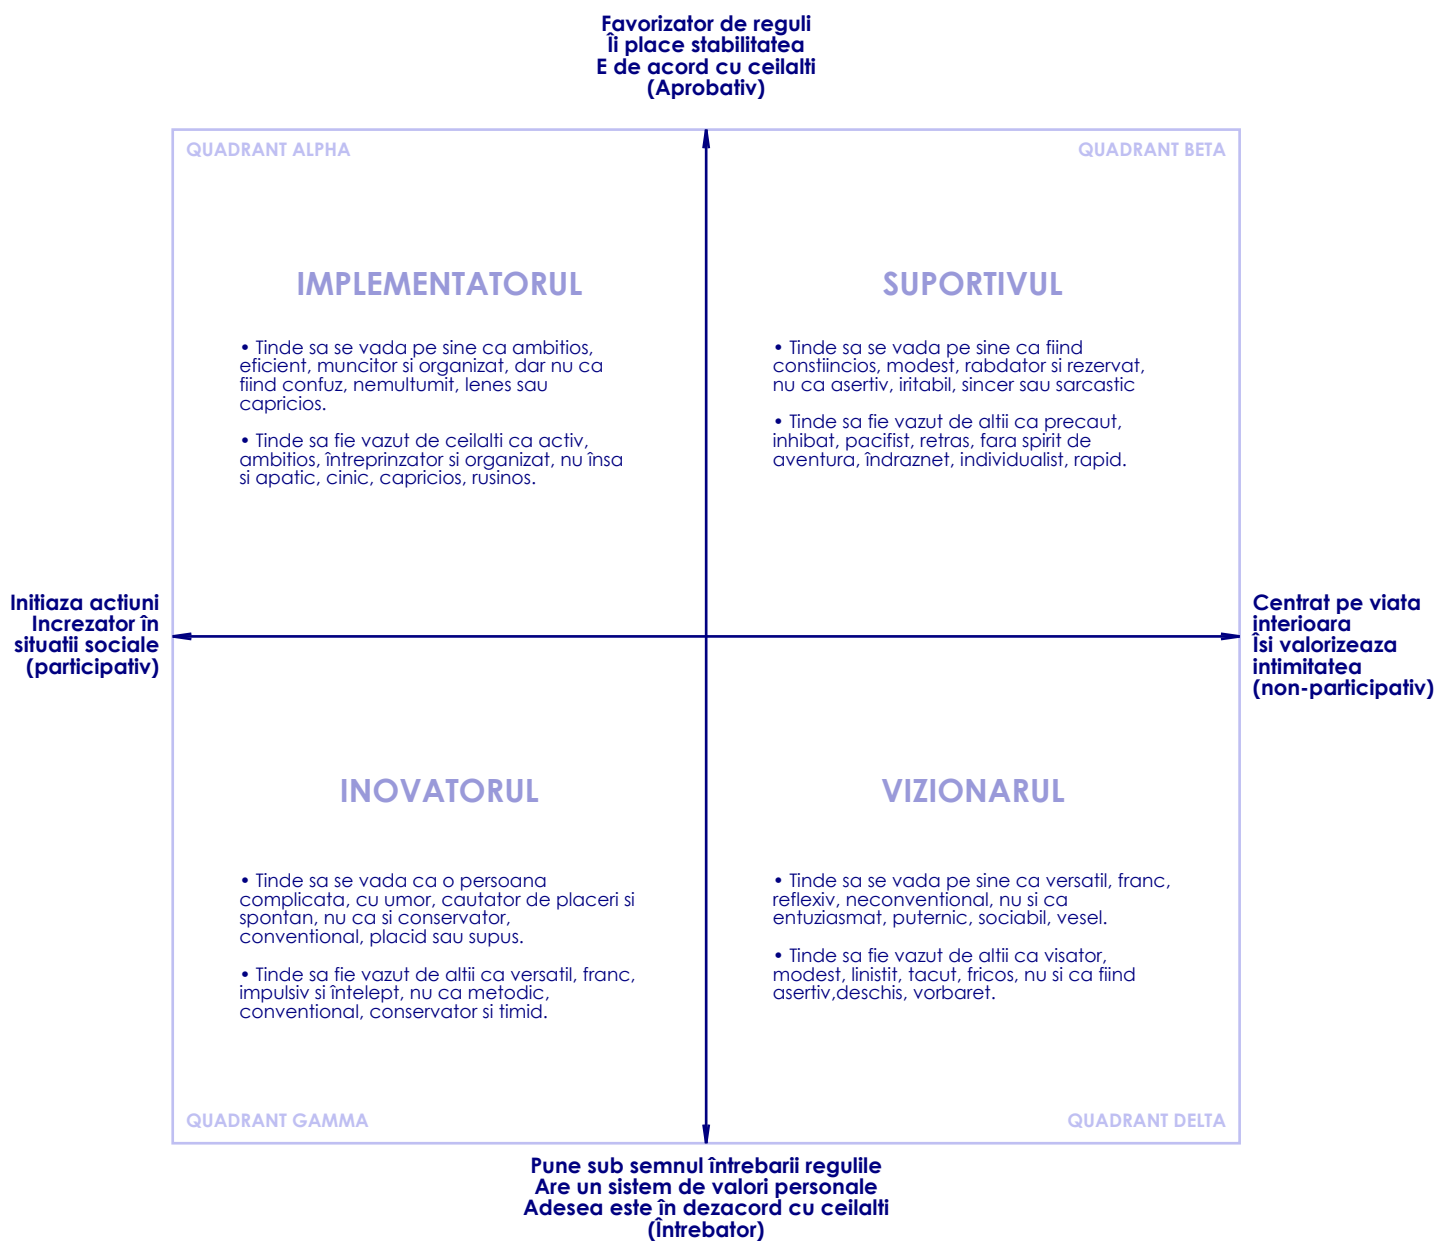 Favorizator de reguli
Îi place stabilitatea
E de acord cu ceilalti
(Aprobativ)
QUADRANT ALPHA
QUADRANT BETA
IMPLEMENTATORUL
• Tinde sa se vada pe sine ca ambitios,
eficient, muncitor si organizat, dar nu ca
fiind confuz, nemultumit, lenes sau
capricios.
• Tinde sa fie vazut de ceilalti ca activ,
ambitios, întreprinzator si organizat, nu însa
si apatic, cinic, capricios, rusinos.
SUPORTIVUL
• Tinde sa se vada pe sine ca fiind
constiincios, modest, rabdator si rezervat,
nu ca asertiv, iritabil, sincer sau sarcastic
• Tinde sa fie vazut de altii ca precaut,
inhibat, pacifist, retras, fara spirit de
aventura, îndraznet, individualist, rapid.
Initiaza actiuni
Increzator în
situatii sociale
(participativ)
Centrat pe viata
interioara
Îsi valorizeaza
intimitatea
(non-participativ)
INOVATORUL
• Tinde sa se vada ca o persoana
complicata, cu umor, cautator de placeri si
spontan, nu ca si conservator,
conventional, placid sau supus.
• Tinde sa fie vazut de altii ca versatil, franc,
impulsiv si întelept, nu ca metodic,
conventional, conservator si timid.
VIZIONARUL
• Tinde sa se vada pe sine ca versatil, franc,
reflexiv, neconventional, nu si ca
entuziasmat, puternic, sociabil, vesel.
• Tinde sa fie vazut de altii ca visator,
modest, linistit, tacut, fricos, nu si ca fiind
asertiv,deschis, vorbaret.
QUADRANT GAMMA
QUADRANT DELTA
Pune sub semnul întrebarii regulile
Are un sistem de valori personale
Adesea este în dezacord cu ceilalti
(Întrebator)